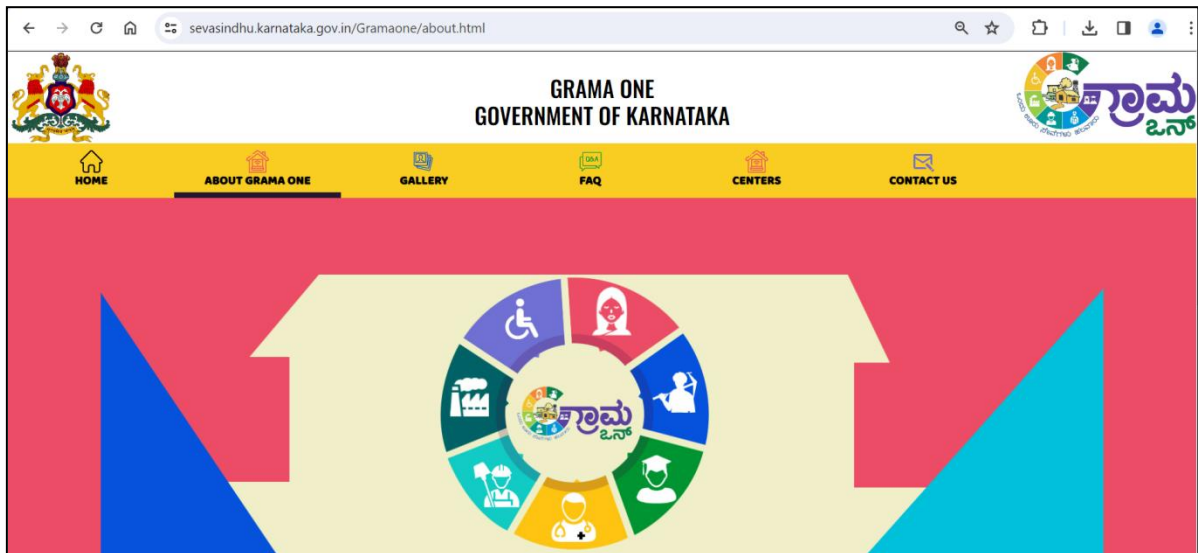 sevasindhu.karnataka.gov.in/Gramaone/about.html
GRAMA ONE
GOVERNMENT OF KARNATAKA
ಗ್ರಾಮ
ಒನ್
HOME
ABOUT GRAMA ONE
GALLERY
FAQ
CENTERS
CONTACT US
ಗ್ರಾಮ
ಒನ್